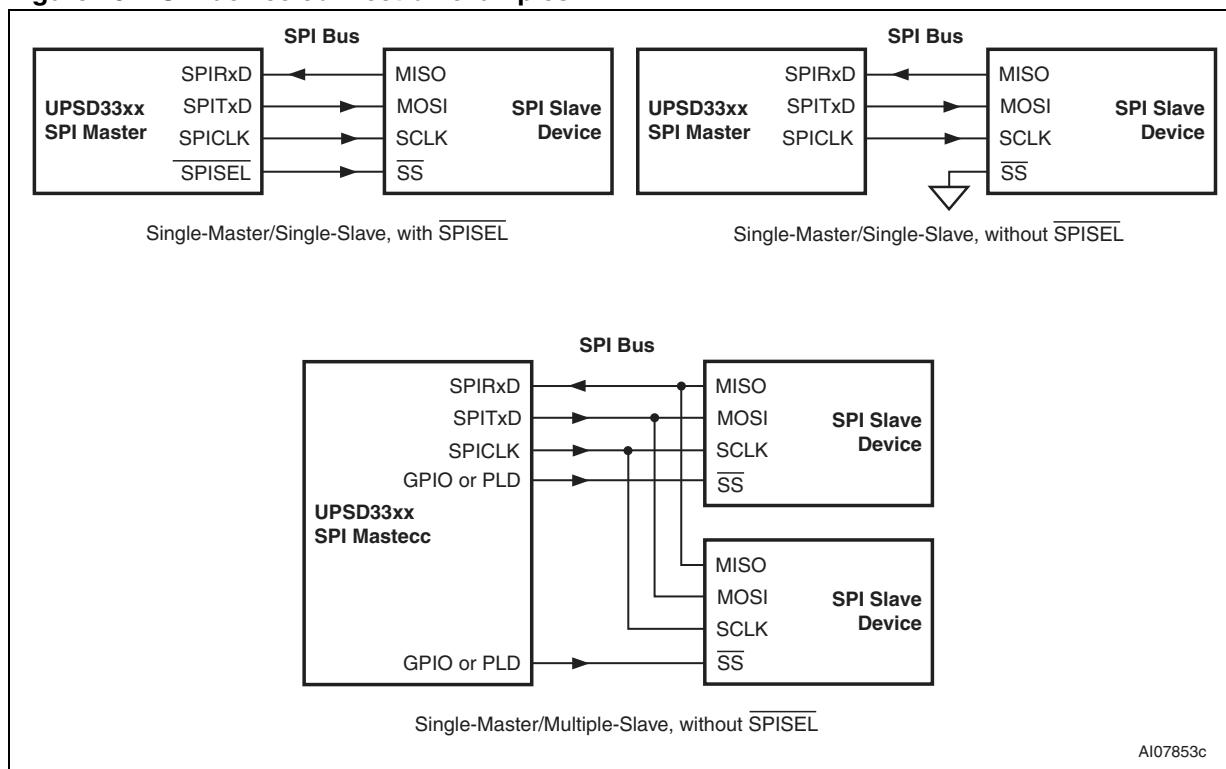 SPI Bus
SPIRxD
SPITxD
SPICLK
SPISEL
UPSD33xx
SPI Master
MISO
MOSI
SCLK
SS
SPI Slave
Device
Single-Master/Single-Slave, with SPISEL
SPI Bus
SPIRxD
SPITxD
SPICLK
UPSD33xx
SPI Master
MISO
MOSI
SCLK
SS
SPI Slave
Device
Single-Master/Single-Slave, without SPISEL
SPI Bus
SPIRxD
SPITxD
SPICLK
GPIO or PLD
UPSD33xx
SPI Mastecc
GPIO or PLD
MISO
MOSI
SCLK
SS
SPI Slave
Device
MISO
MOSI
SCLK
SS
SPI Slave
Device
Single-Master/Multiple-Slave, without SPISEL
AI07853c